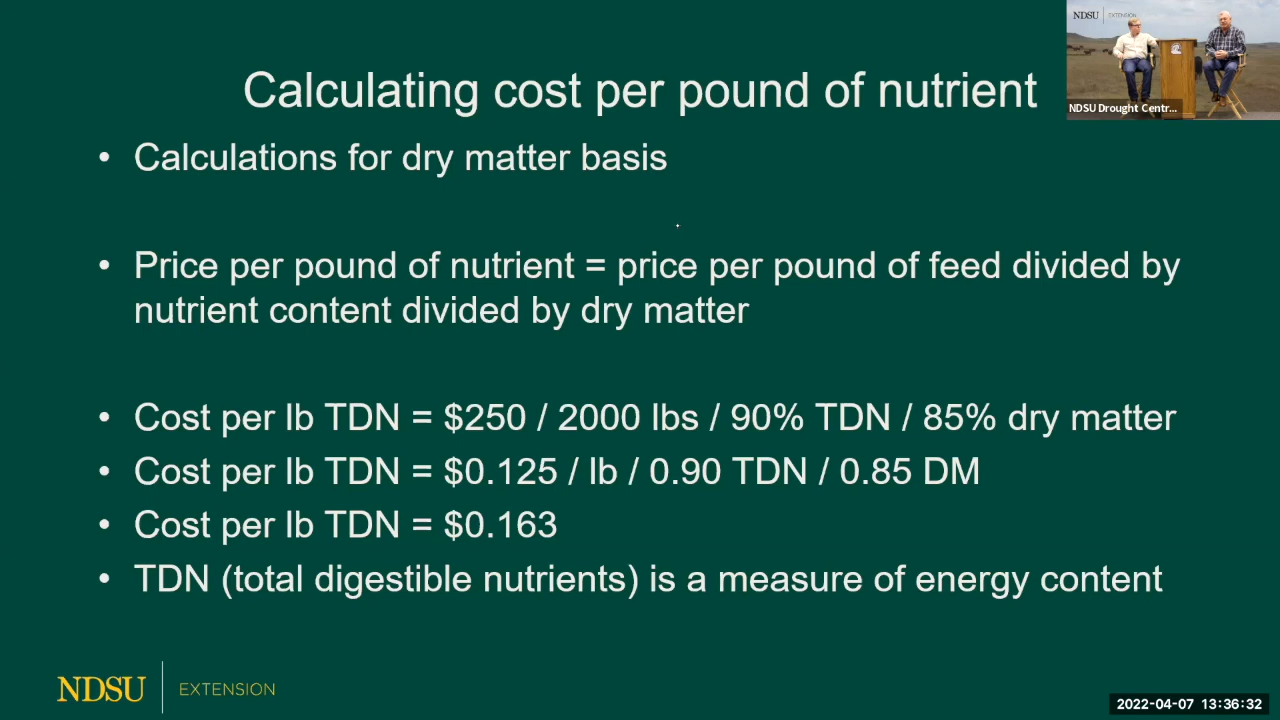 NDSU EXTENSION
NDSU Drought Centr...
Calculating cost per pound of nutrient
• Calculations for dry matter basis
• Price per pound of nutrient = price per pound of feed divided by
nutrient content divided by dry matter
• Cost per lb TDN = $250 / 2000 lbs / 90% TDN / 85% dry matter
• Cost per lb TDN = $0.125 / lb / 0.90 TDN / 0.85 DM
• Cost per lb TDN = $0.163
• TDN (total digestible nutrients) is a measure of energy content
NDSU EXTENSION
2022-04-07 13:36:32